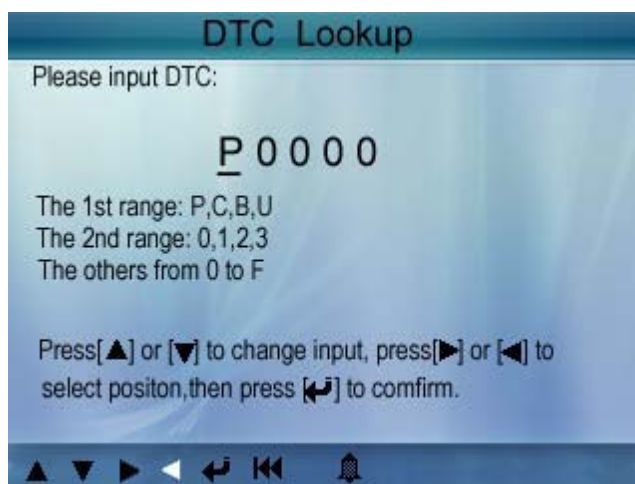 DTC Lookup
Please input DTC:
P 0 0 0 0
The 1st range: P,C,B,U
The 2nd range: 0,1,2,3
The others from 0 to F
Press[▲] or [▼] to change input, press[▶] or [◀] to
select positon,then press [↵] to comfirm.